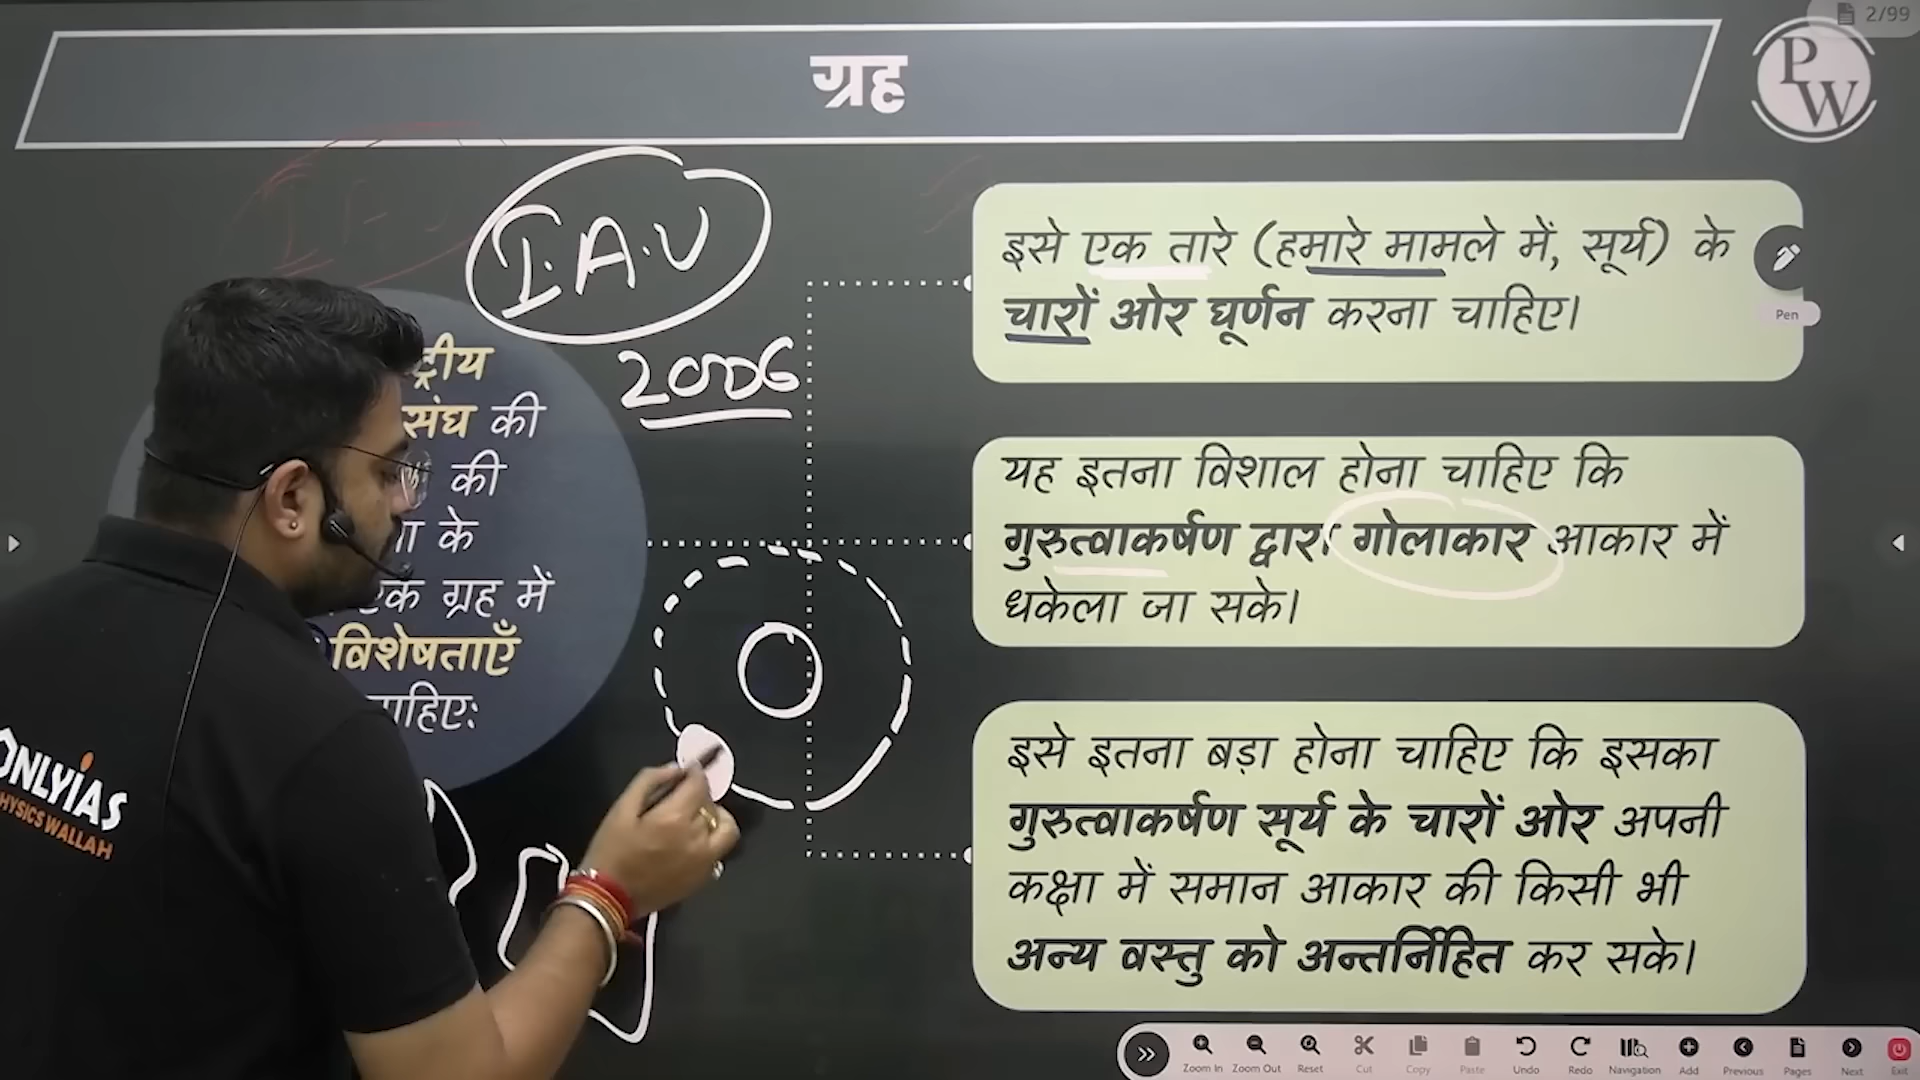 2/99
ग्रह
PW
I.A.U
2006
ट्रीय
संघ की
की
के
एक ग्रह में
विशेषताएँ
इसे एक तारे (हमारे मामले में, सूर्य) के
चारों ओर घूर्णन करना चाहिए।
Pen
यह इतना विशाल होना चाहिए कि
गुरुत्वाकर्षण द्वारा गोलाकार आकार में
धकेला जा सके।
इसे इतना बड़ा होना चाहिए कि इसका
गुरुत्वाकर्षण सूर्य के चारों ओर अपनी
कक्षा में समान आकार की किसी भी
अन्य वस्तु को अन्तर्निहित कर सके।
ONLYIAS
PHYSICS WALLAH
Zoom In Zoom Out Reset Cut Copy Paste Undo Redo Navigation Add Previous Pages Next Exit